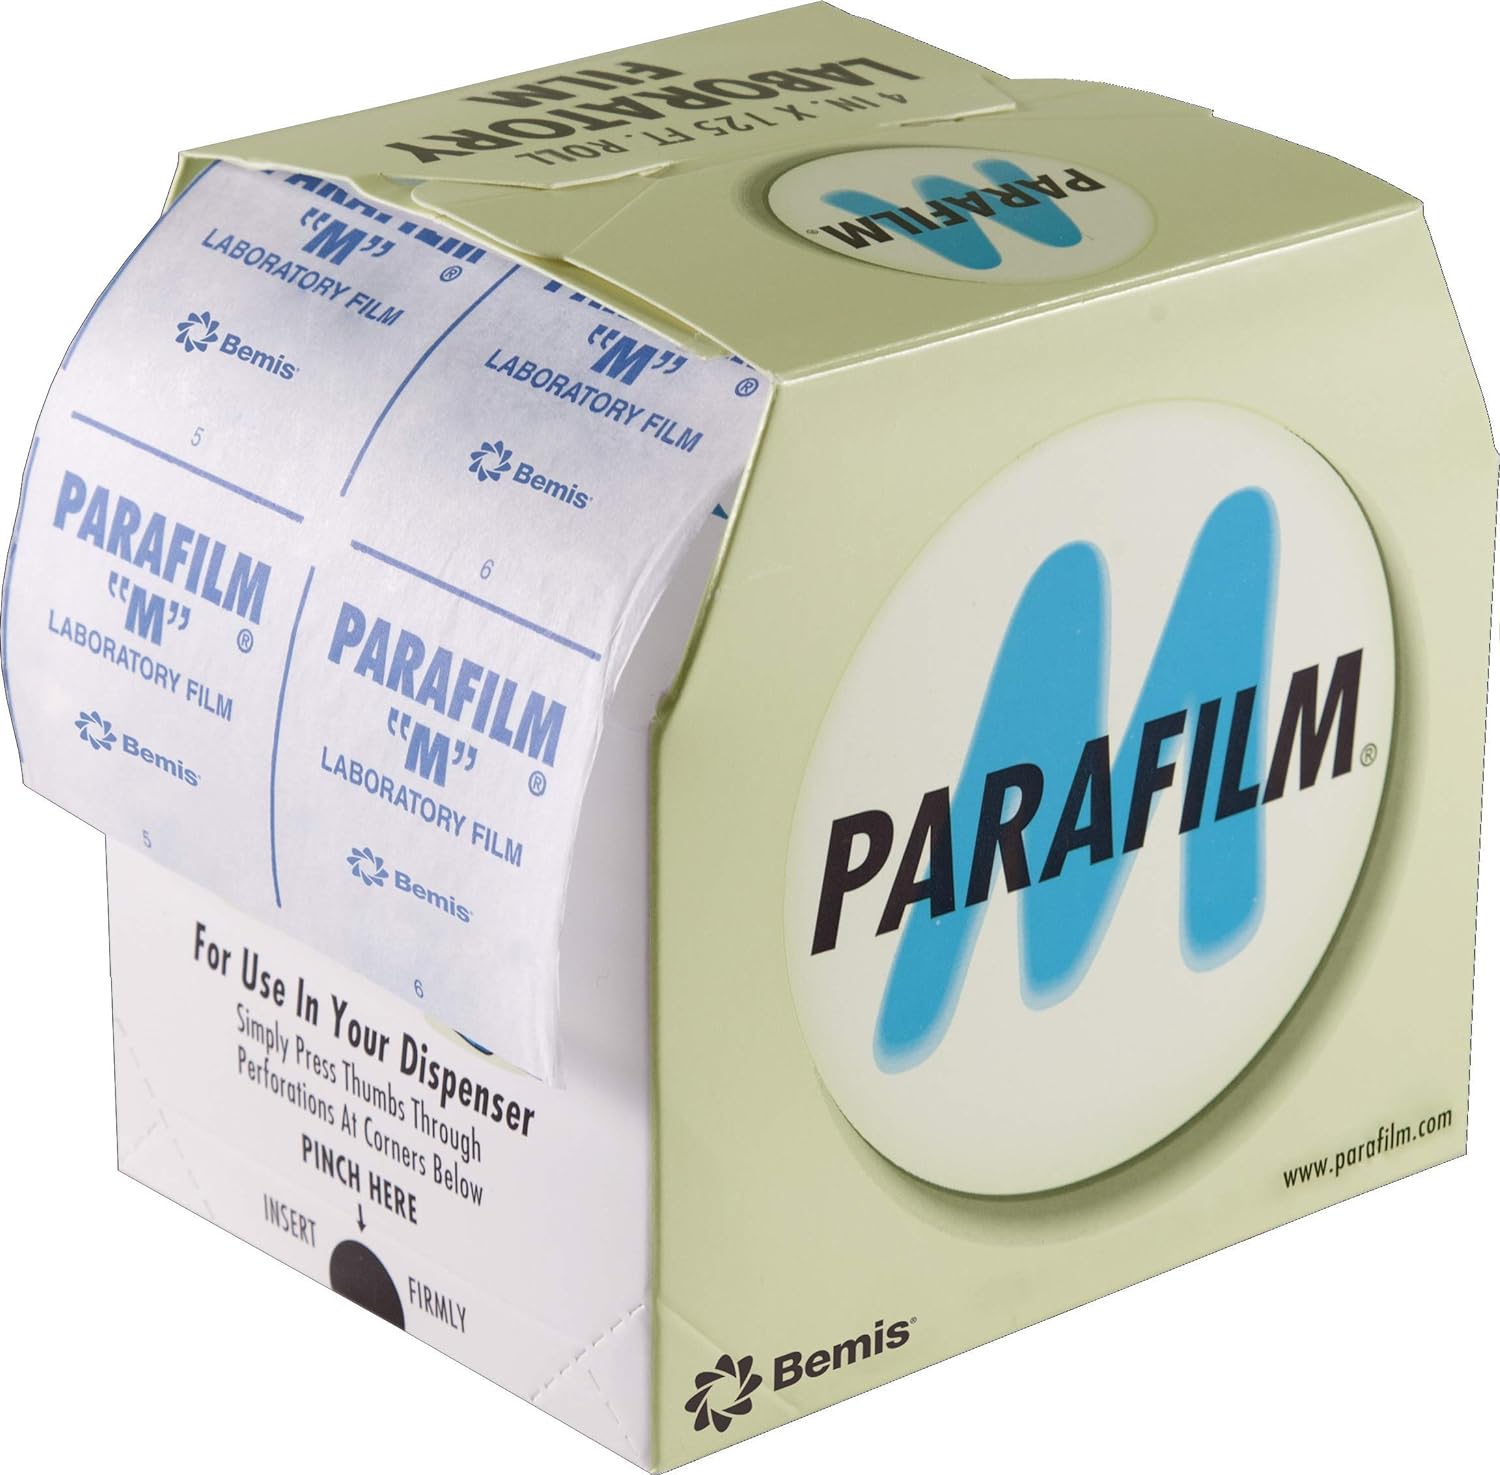 4 IN. X 125 FT. ROLL
LABORATORY
FILM
PARAFILM®
M
PARAFILM
"M"®
LABORATORY FILM
Bemis
5
PARAFILM
"M"®
LABORATORY FILM
Bemis
6
PARAFILM
"M"®
LABORATORY FILM
Bemis
5
PARAFILM
"M"®
LABORATORY FILM
Bemis
6
For Use In Your Dispenser
Simply Press Thumbs Through
Perforations At Corners Below
PINCH HERE
INSERT
FIRMLY
M
PARAFILM®
www.parafilm.com
Bemis®